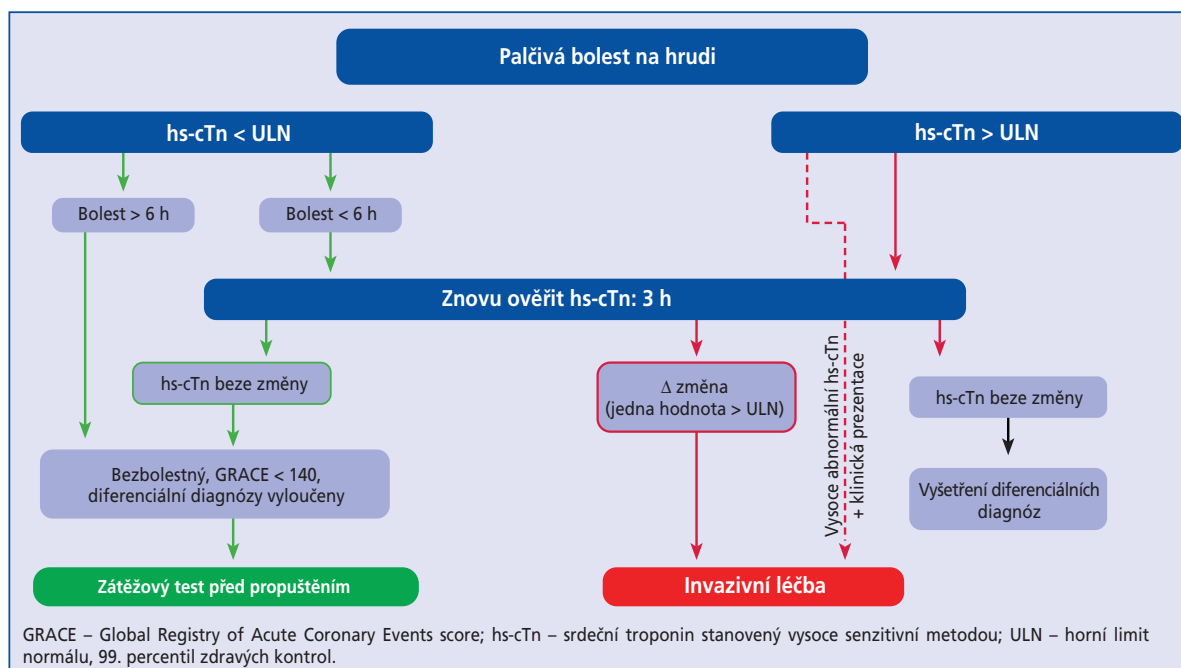 Palčivá bolest na hrudi
hs-cTn < ULN
hs-cTn > ULN
Bolest > 6 h
Bolest < 6 h
Znovu ověřit hs-cTn: 3 h
hs-cTn beze změny
Δ změna
(jedna hodnota > ULN)
Vysoce abnormální hs-cTn
+ klinická prezentace
hs-cTn beze změny
Bezbolestný, GRACE < 140,
diferenciální diagnózy vyloučeny
Vyšetření diferenciálních
diagnóz
Zátěžový test před propuštěním
Invazivní léčba
GRACE – Global Registry of Acute Coronary Events score; hs-cTn – srdeční troponin stanovený vysoce senzitivní metodou; ULN – horní limit
normálu, 99. percentil zdravých kontrol.